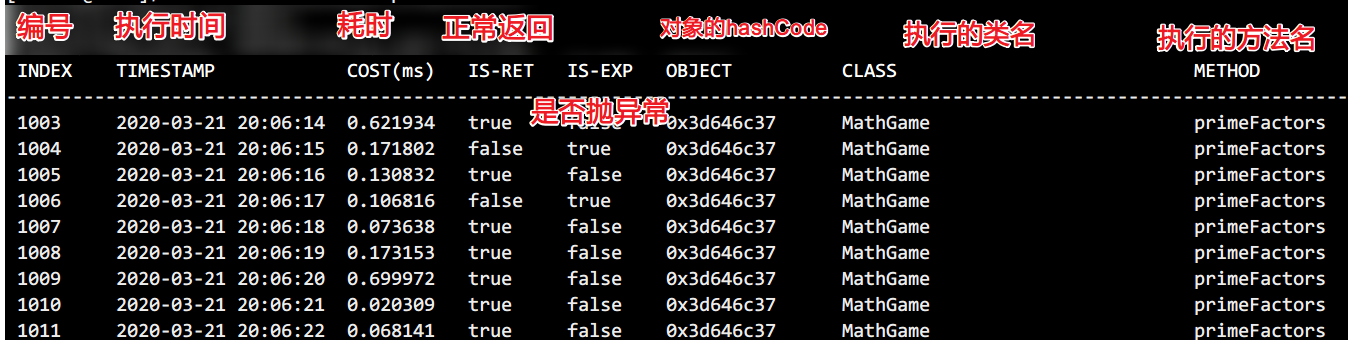 编号 执行时间 耗时 正常返回 对象的hashCode 执行的类名 执行的方法名
INDEX TIMESTAMP COST(ms) IS-RET IS-EXP OBJECT CLASS METHOD
是否抛异常
1003 2020-03-21 20:06:14 0.621934 true false 0x3d646c37 MathGame primeFactors
1004 2020-03-21 20:06:15 0.171802 false true 0x3d646c37 MathGame primeFactors
1005 2020-03-21 20:06:16 0.130832 true false 0x3d646c37 MathGame primeFactors
1006 2020-03-21 20:06:17 0.106816 false true 0x3d646c37 MathGame primeFactors
1007 2020-03-21 20:06:18 0.073638 true false 0x3d646c37 MathGame primeFactors
1008 2020-03-21 20:06:19 0.173153 true false 0x3d646c37 MathGame primeFactors
1009 2020-03-21 20:06:20 0.699972 true false 0x3d646c37 MathGame primeFactors
1010 2020-03-21 20:06:21 0.020309 true false 0x3d646c37 MathGame primeFactors
1011 2020-03-21 20:06:22 0.068141 true false 0x3d646c37 MathGame primeFactors